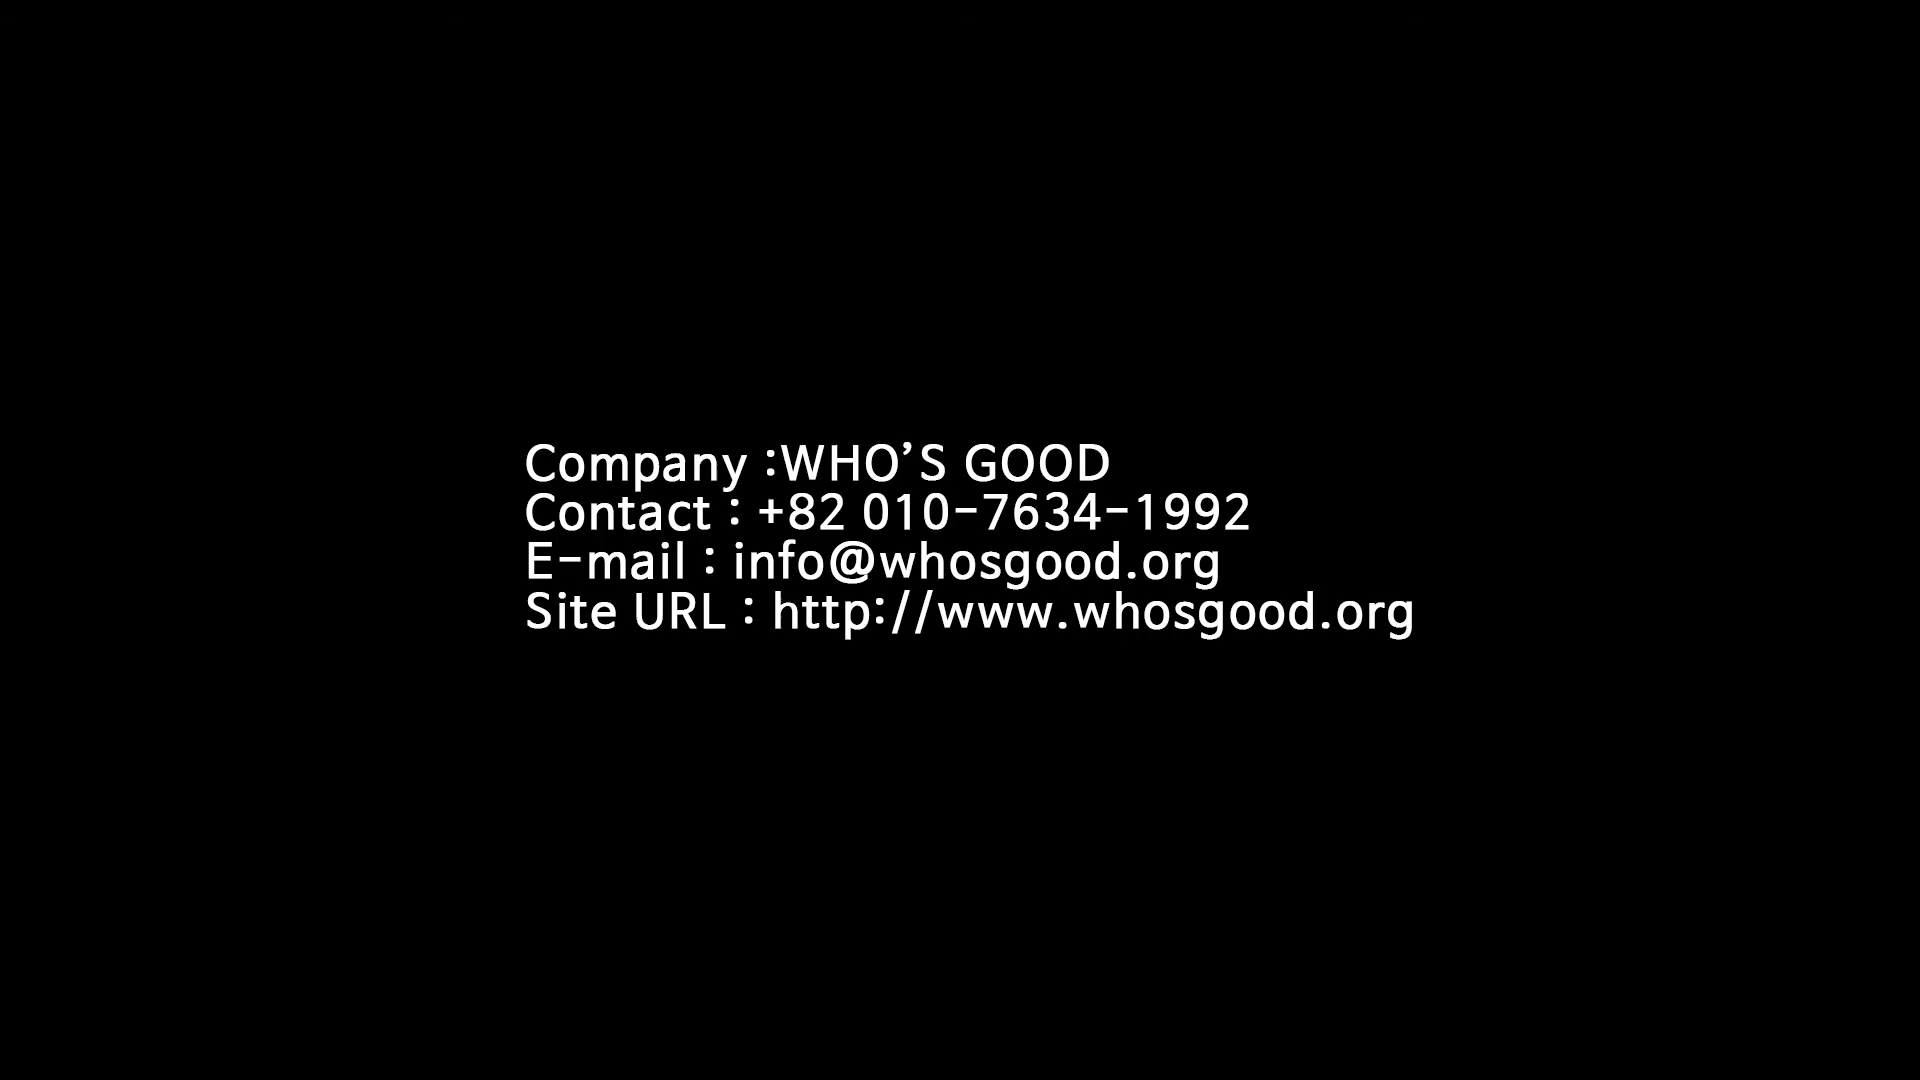 Company :WHO’S GOOD
Contact : +82 010-7634-1992
E-mail : info@whosgood.org
Site URL : http://www.whosgood.org